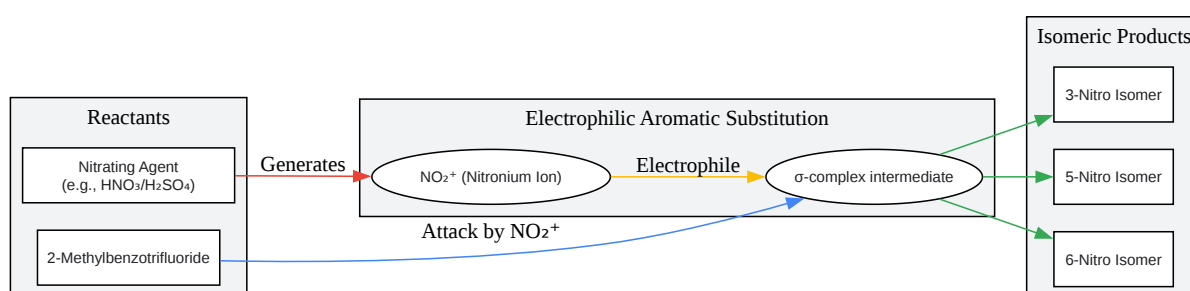 Reactants
Nitrating Agent
(e.g., HNO₃/H₂SO₄)
2-Methylbenzotrifluoride
Generates
Electrophilic Aromatic Substitution
NO₂⁺ (Nitronium Ion)
Electrophile
σ-complex intermediate
Attack by NO₂⁺
Isomeric Products
3-Nitro Isomer
5-Nitro Isomer
6-Nitro Isomer